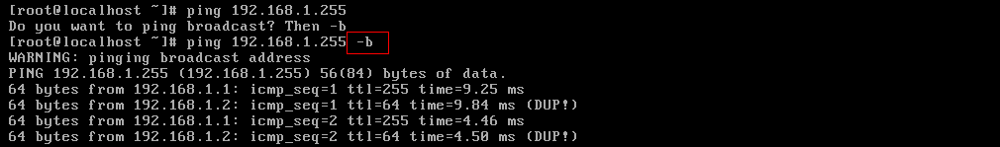 [root@localhost ~]# ping 192.168.1.255
Do you want to ping broadcast? Then -b
[root@localhost ~]# ping 192.168.1.255 -b
WARNING: pinging broadcast address
PING 192.168.1.255 (192.168.1.255) 56(84) bytes of data.
64 bytes from 192.168.1.1: icmp_seq=1 ttl=255 time=9.25 ms
64 bytes from 192.168.1.2: icmp_seq=1 ttl=64 time=9.84 ms (DUP!)
64 bytes from 192.168.1.1: icmp_seq=2 ttl=255 time=4.46 ms
64 bytes from 192.168.1.2: icmp_seq=2 ttl=64 time=4.50 ms (DUP!)